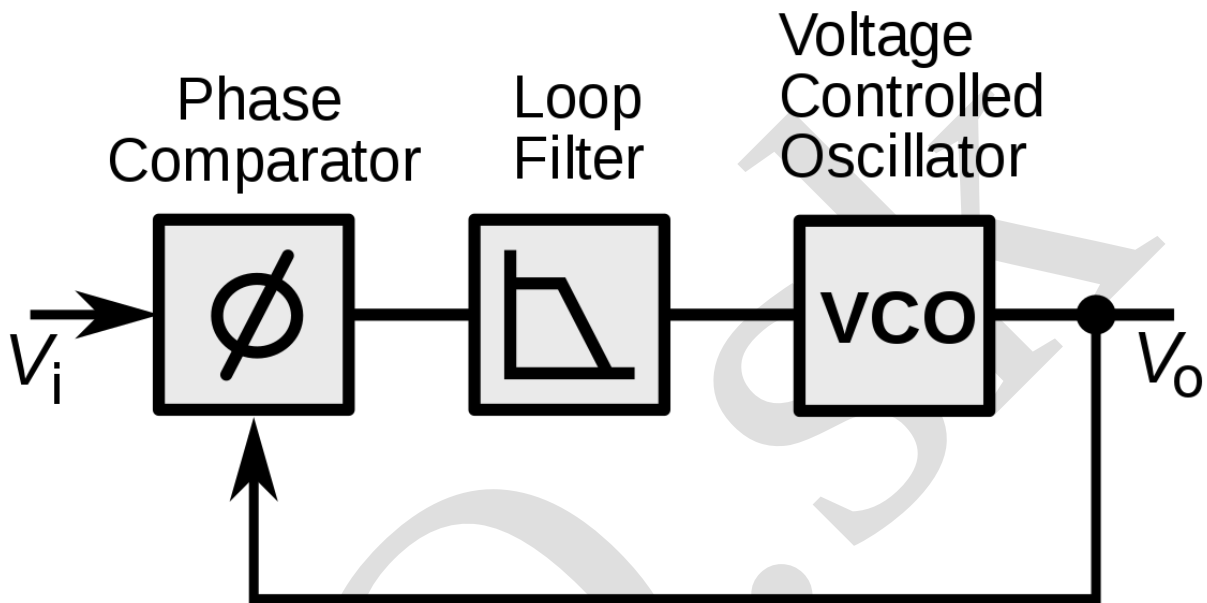 Phase
Comparator
Loop
Filter
Voltage
Controlled
Oscillator
ϕ
VCO
Vi
Vo